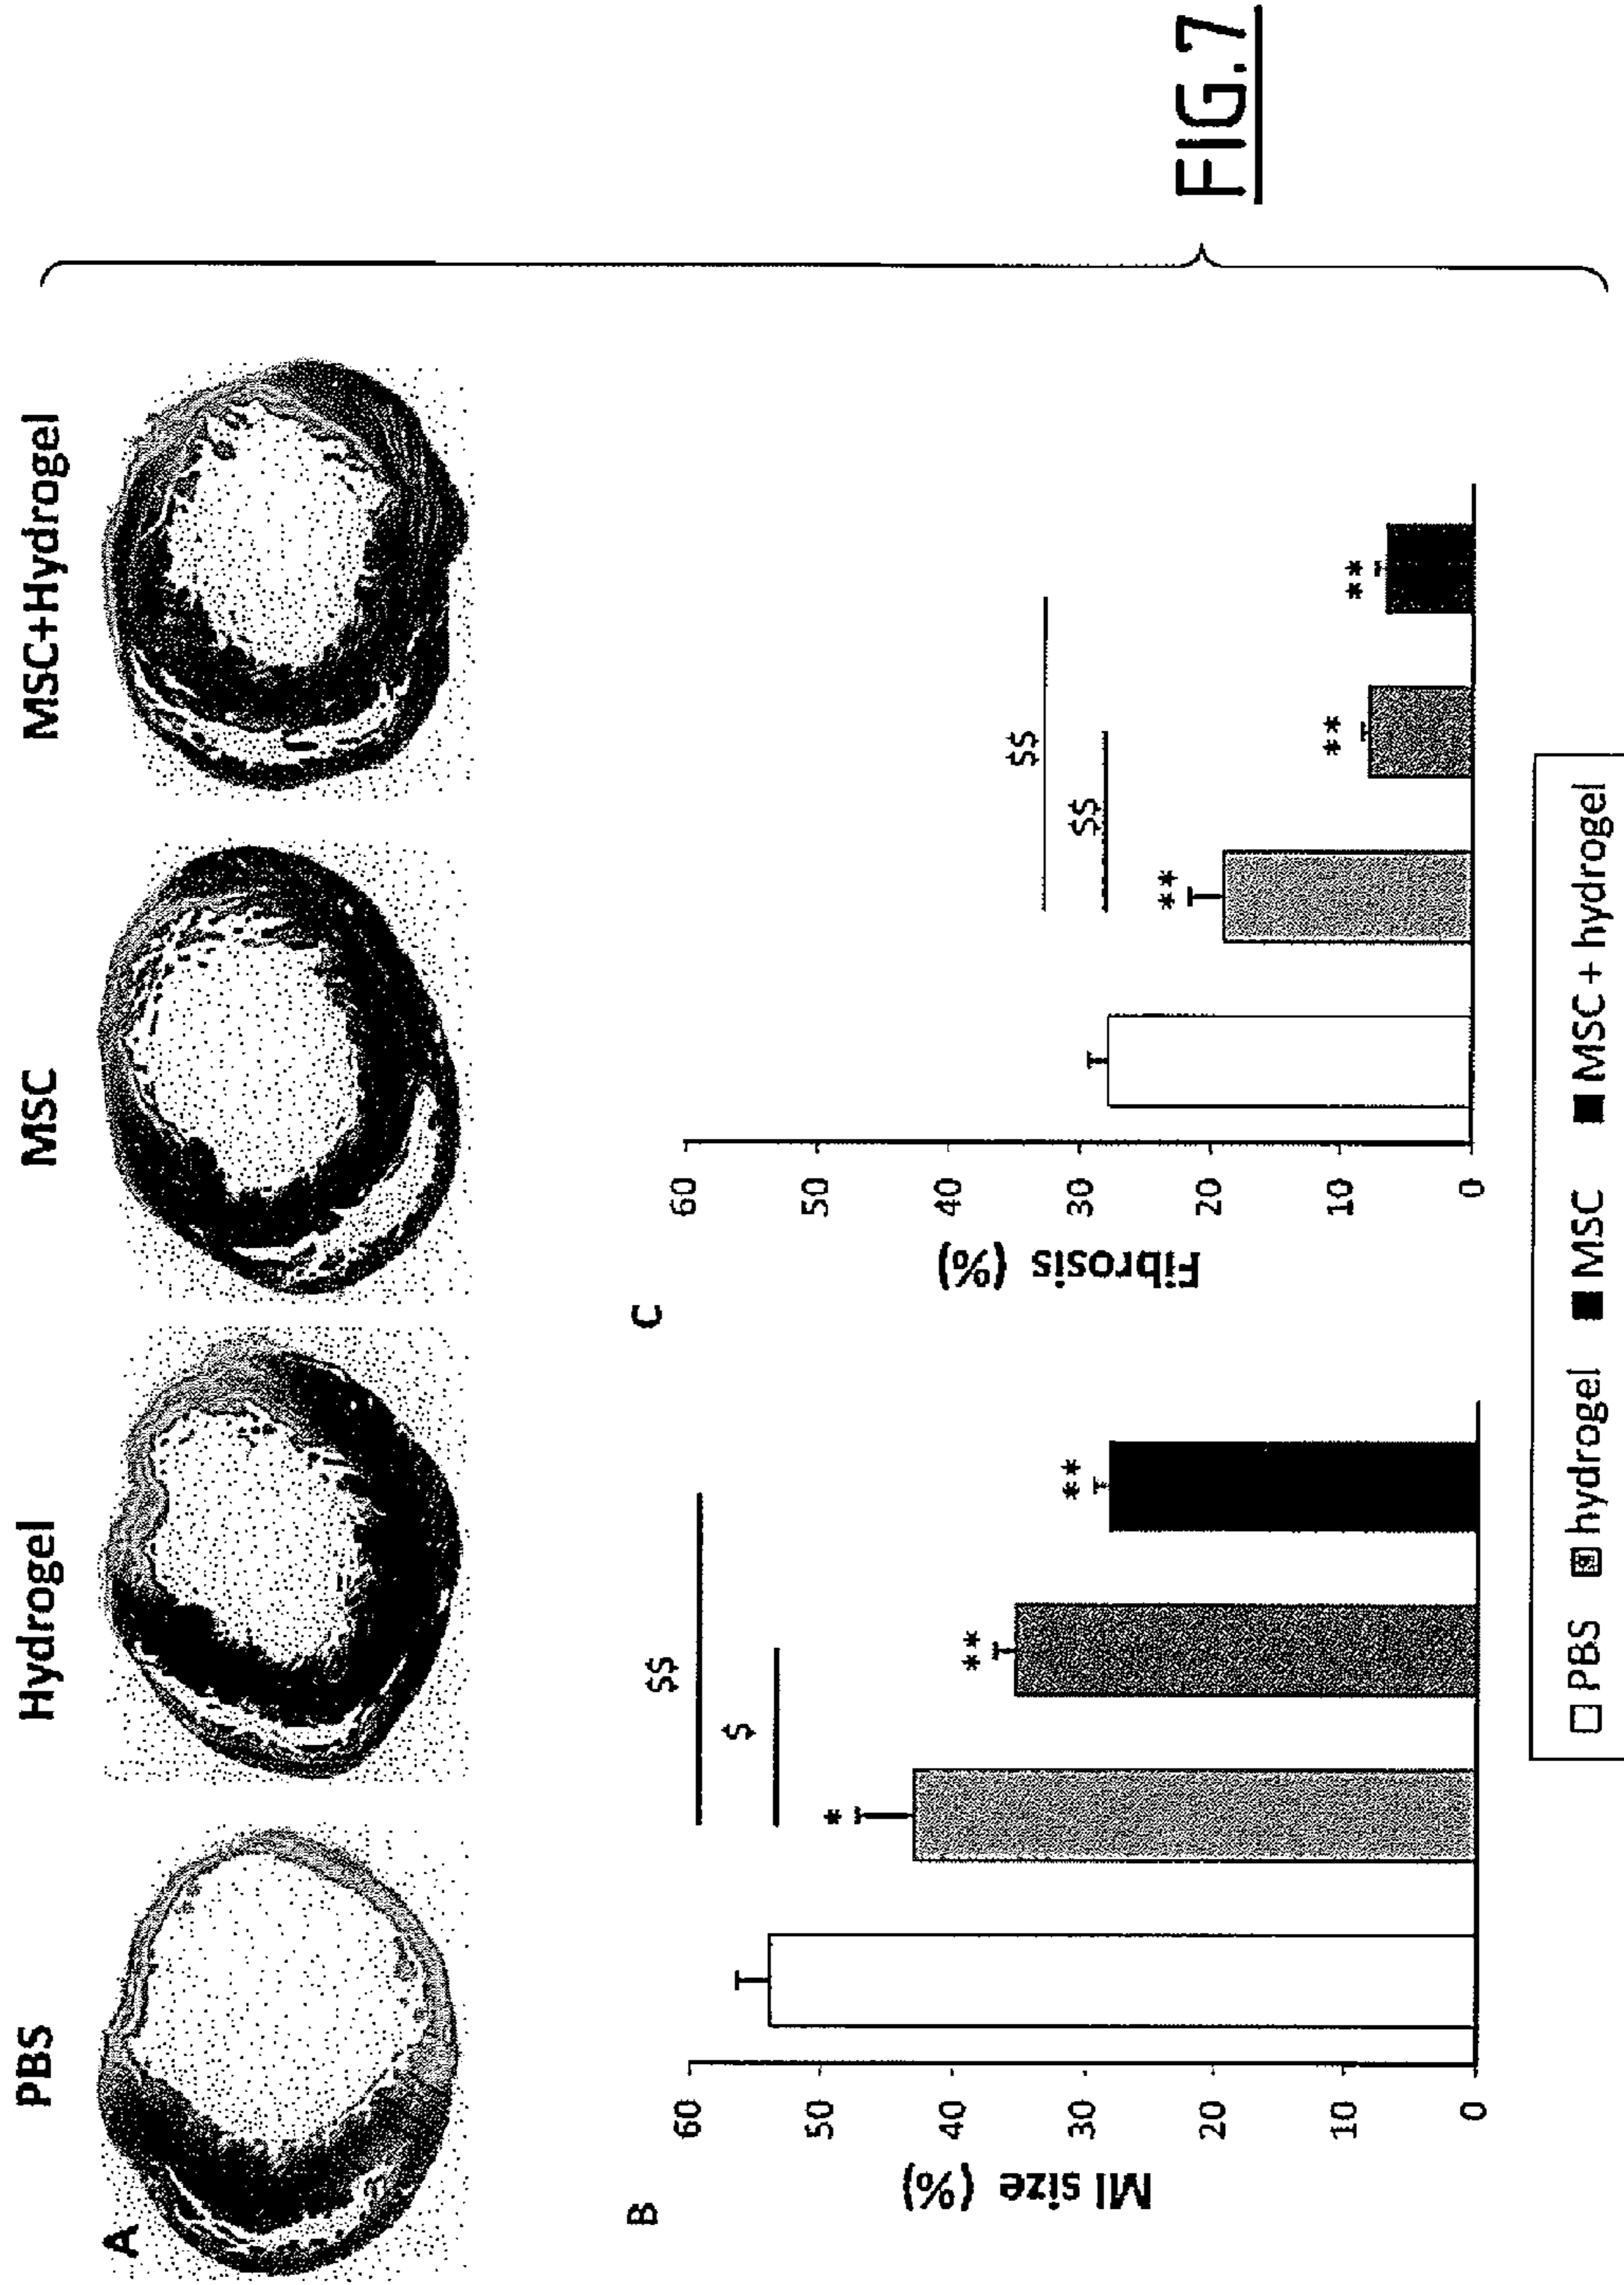 A
PBS
Hydrogel
MSC
MSC+Hydrogel
B
MI size (%)
60
50
40
30
20
10
0
*
**
**
$
$$
C
Fibrosis (%)
60
50
40
30
20
10
0
**
**
**
$$
$$
PBS hydrogel MSC MSC + hydrogel
FIG.7